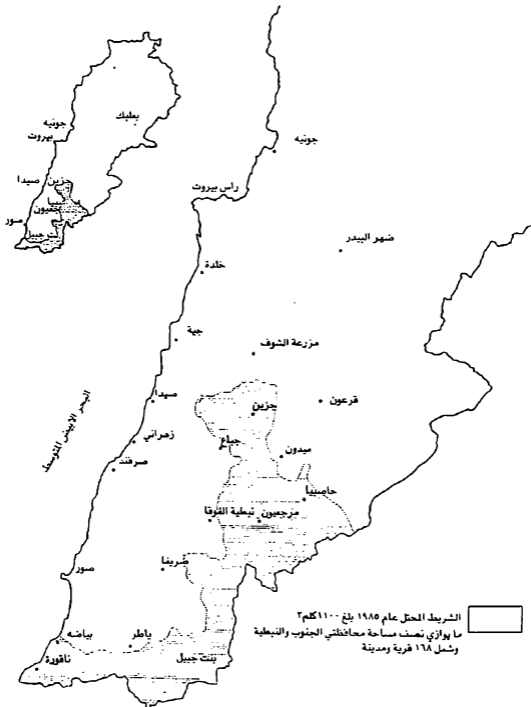 بعلبك
جونيه
بيروت
جزين
صيدا
صور
بنت جبيل
جونيه
راس بيروت
ضهر البيدر
خلدة
جية
مزرعة الشوف
صيدا
جزين
قرعون
زهراني
جباع
ميدون
صرفند
حاصبيا
مرجعيون
نبطية الفوقا
صور
البحر الابيض المتوسط
بياضه
ياطر
ناقورة
بنت جبيل
الشريط المحتل عام ١٩٨٥ بلغ ١١٠٠كلم٢
ما يوازي نصف مساحة محافظتي الجنوب والنبطية
وشمل ١٦٨ قرية ومدينة